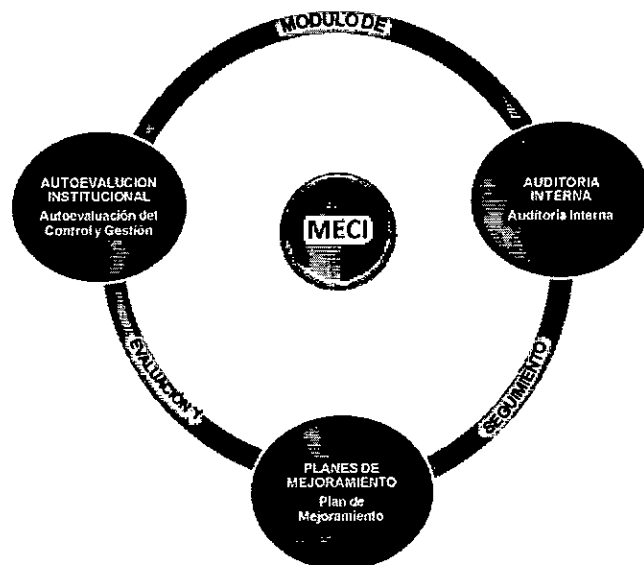 MODULO DE
AUTOEVALUCION
INSTITUCIONAL
Autoevaluación del
Control y Gestión
MECI
AUDITORIA
INTERNA
Auditoria Interna
EVALUACIÓN Y
SEGUIMIENTO
PLANES DE
MEJORAMIENTO
Plan de
Mejoramiento